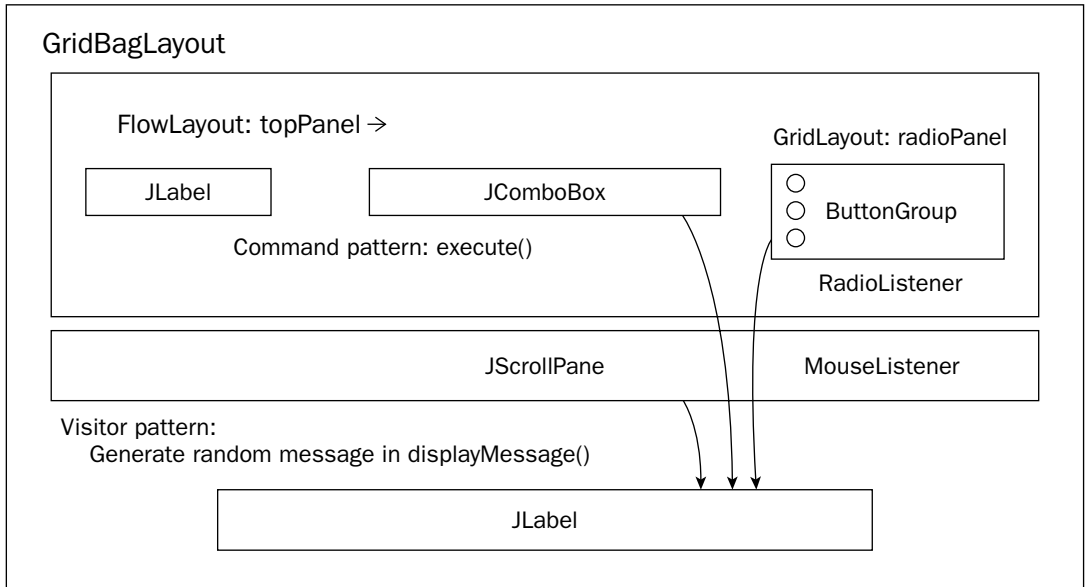 GridBagLayout
FlowLayout: topPanel →
GridLayout: radioPanel
JLabel
JComboBox
ButtonGroup
Command pattern: execute()
RadioListener
JScrollPane
MouseListener
Visitor pattern:
Generate random message in displayMessage()
JLabel